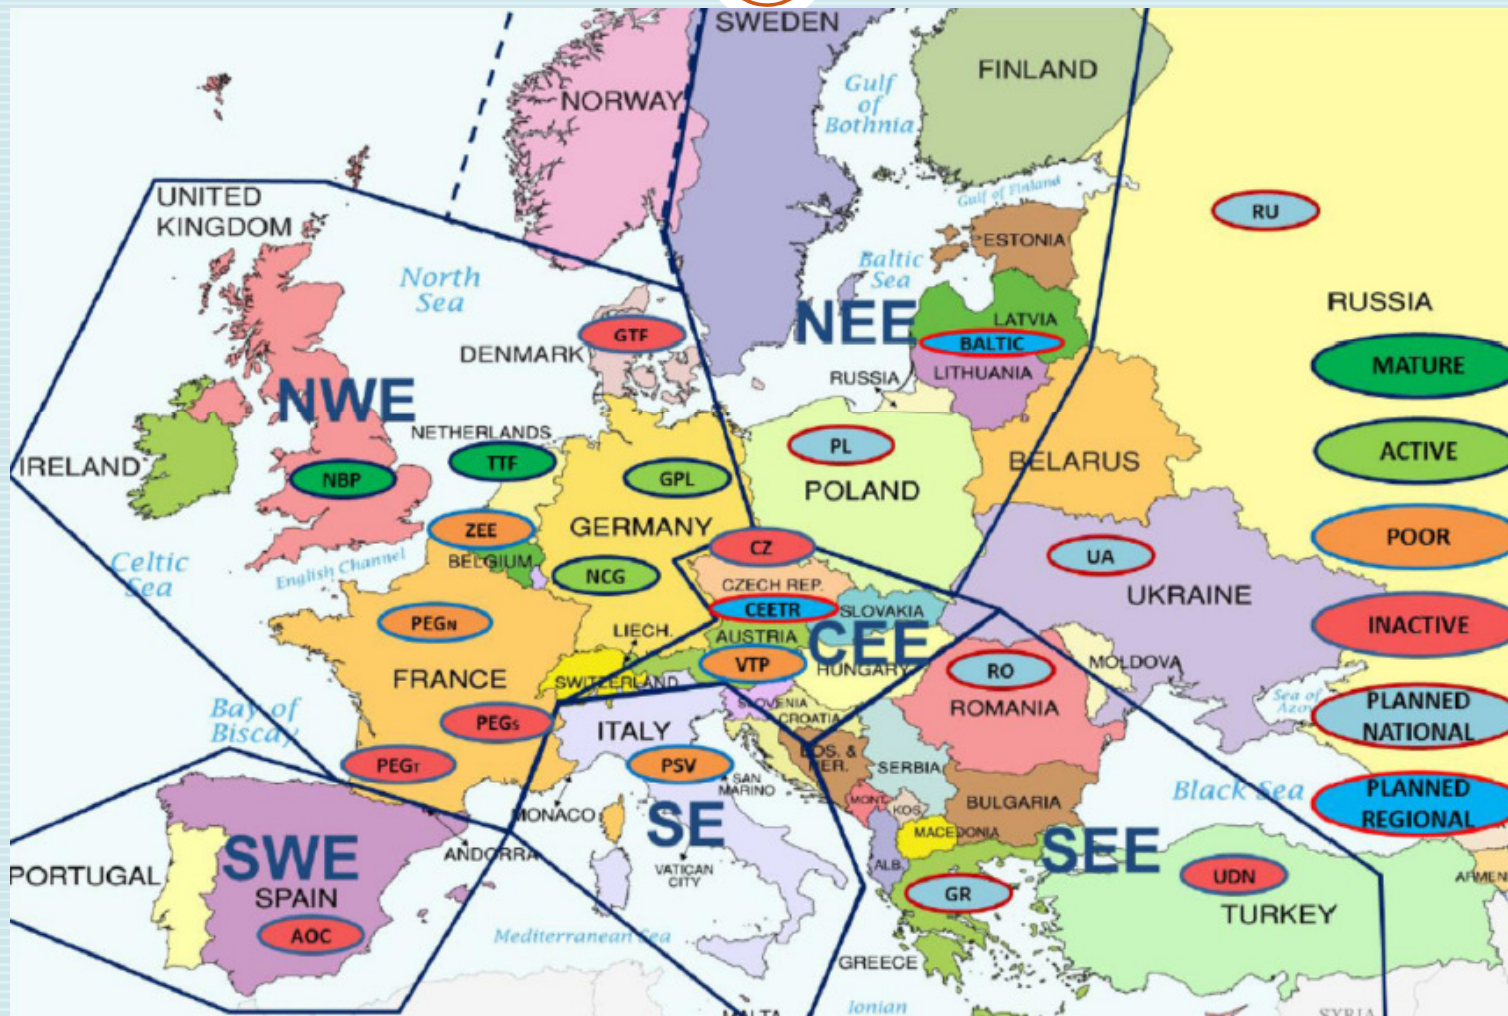 SWEDEN
FINLAND
NORWAY
Gulf
of
Bothnia
Gulf of Finland
UNITED
KINGDOM
RU
ESTONIA
North
Sea
Baltic
Sea
RUSSIA
NEE
LATVIA
BALTIC
GTF
DENMARK
MATURE
LITHUANIA
RUSSIA
NWE
NETHERLANDS
PL
ACTIVE
IRELAND
NBP
TTF
GPL
POLAND
BELARUS
ZEE
GERMANY
POOR
CZ
UA
Celtic
Sea
English Channel
BELGIUM
NCG
CZECH REP.
UKRAINE
CEETR
SLOVAKIA
PEGN
LIECH.
AUSTRIA
CEE
INACTIVE
VTP
HUNGARY
RO
MOLDOVA
FRANCE
SWITZERLAND
Sea of
Azov
PLANNED
NATIONAL
Bay of
Biscay
PEGS
SLOVENIA
CROATIA
ROMANIA
ITALY
PEGT
PSV
SAN
MARINO
BOS. &
HER.
SERBIA
Black Sea
PLANNED
REGIONAL
MONACO
SE
MONT.
KOS.
BULGARIA
MACEDONIA
SWE
ANDORRA
VATICAN
CITY
ALB.
SEE
PORTUGAL
SPAIN
UDN
ARMEN
GR
TURKEY
AOC
Mediterranean Sea
GREECE
Ionian
MALTA
SYRIA